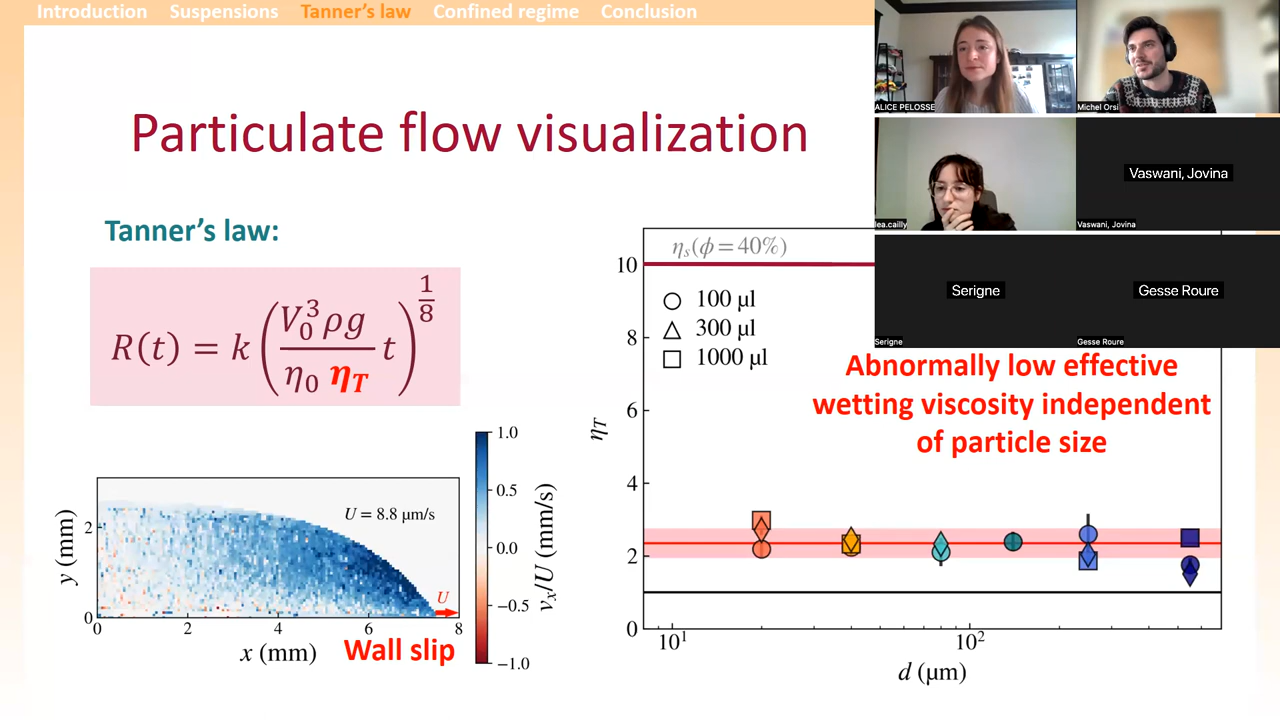 Introduction Suspensions Tanner's law Confined regime Conclusion
Particulate flow visualization
Tanner's law:
R(t) = k (V₀³ρg / η₀ η_T t)^(1/8)
U = 8.8 μm/s
U
y (mm)
2
0
0 2 4 6 8
x (mm)
Wall slip
1.0
0.5
0.0
−0.5
−1.0
v_x/U (mm/s)
η_s(ϕ = 40%)
100 μl
300 μl
1000 μl
Abnormally low effective
wetting viscosity independent
of particle size
η_T
10
8
6
4
2
0
10¹ 10²
d (μm)
ALICE PELOSSE
Michel Orsi
lea.cailly
Vaswani, Jovina
Vaswani, Jovina
Serigne
Serigne
Gesse Roure
Gesse Roure